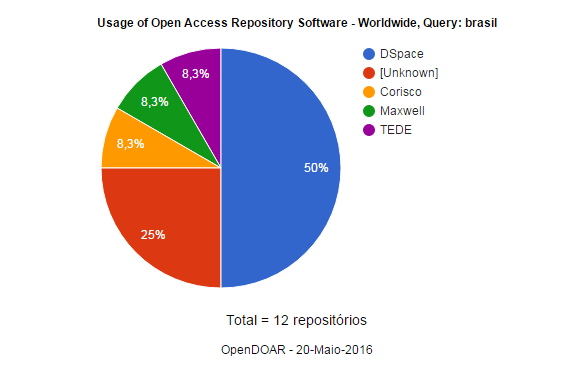 Usage of Open Access Repository Software - Worldwide, Query: brasil
DSpace
[Unknown]
Corisco
Maxwell
TEDE
8,3%
8,3%
8,3%
50%
25%
Total = 12 repositórios
OpenDOAR - 20-Maio-2016